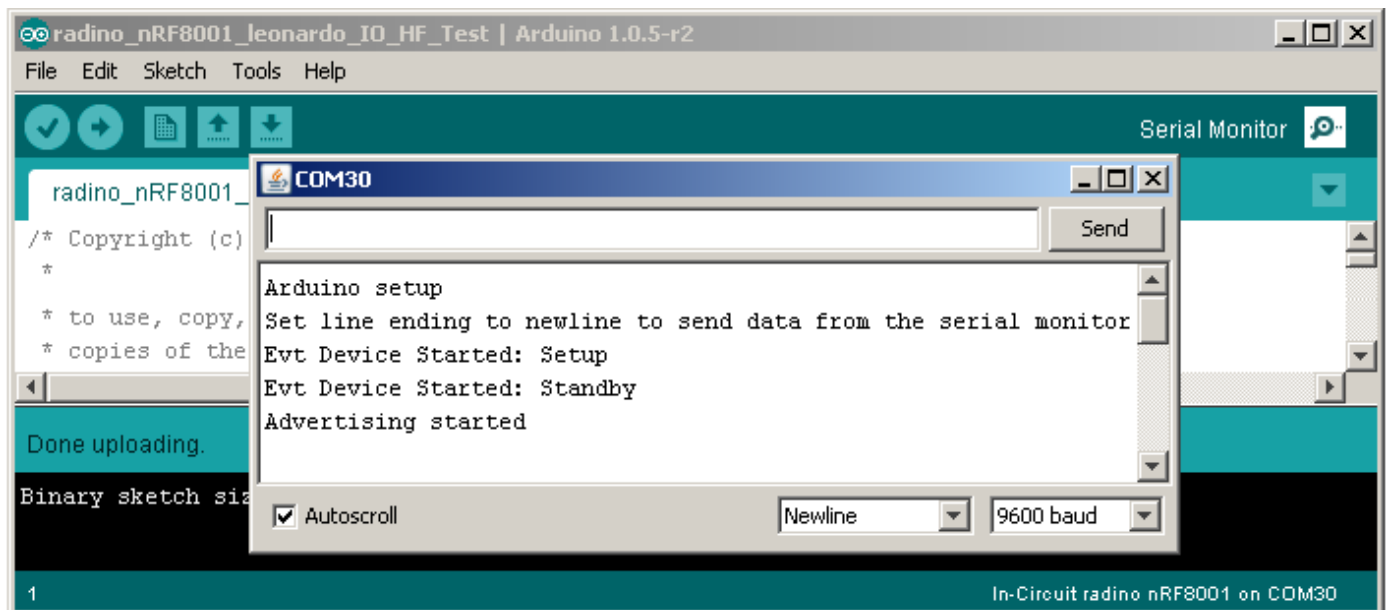 radino_nRF8001_leonardo_IO_HF_Test | Arduino 1.0.5-r2
File Edit Sketch Tools Help
Serial Monitor
radino_nRF8001_
COM30
Send
/* Copyright (c)
*
* to use, copy,
* copies of the
Arduino setup
Set line ending to newline to send data from the serial monitor
Evt Device Started: Setup
Evt Device Started: Standby
Advertising started
Done uploading.
Binary sketch siz
Autoscroll
Newline
9600 baud
1
In-Circuit radino nRF8001 on COM30